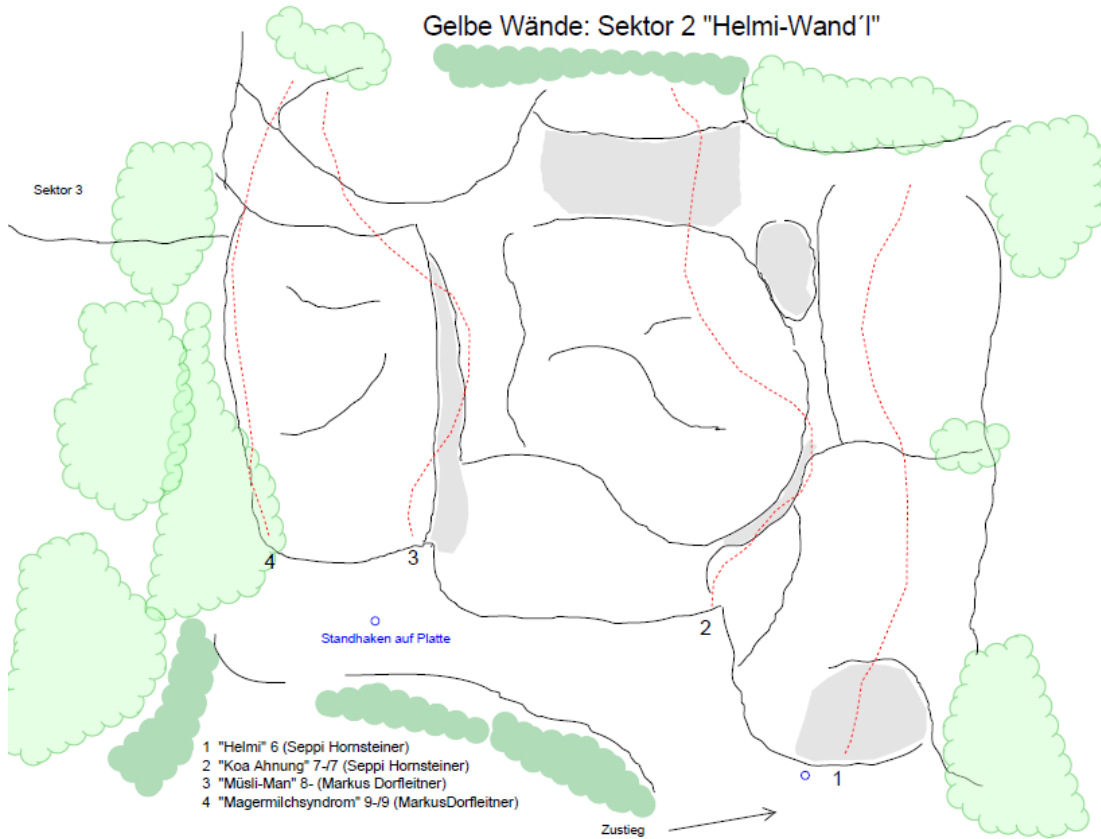 Gelbe Wände: Sektor 2 "Helmi-Wand´l"
Sektor 3
4
3
2
Standhaken auf Platte
1 "Helmi" 6 (Seppi Hornsteiner)
2 "Koa Ahnung" 7-/7 (Seppi Hornsteiner)
3 "Müsli-Man" 8- (Markus Dorfleitner)
4 "Magermilchsyndrom" 9-/9 (MarkusDorfleitner)
1
Zustieg